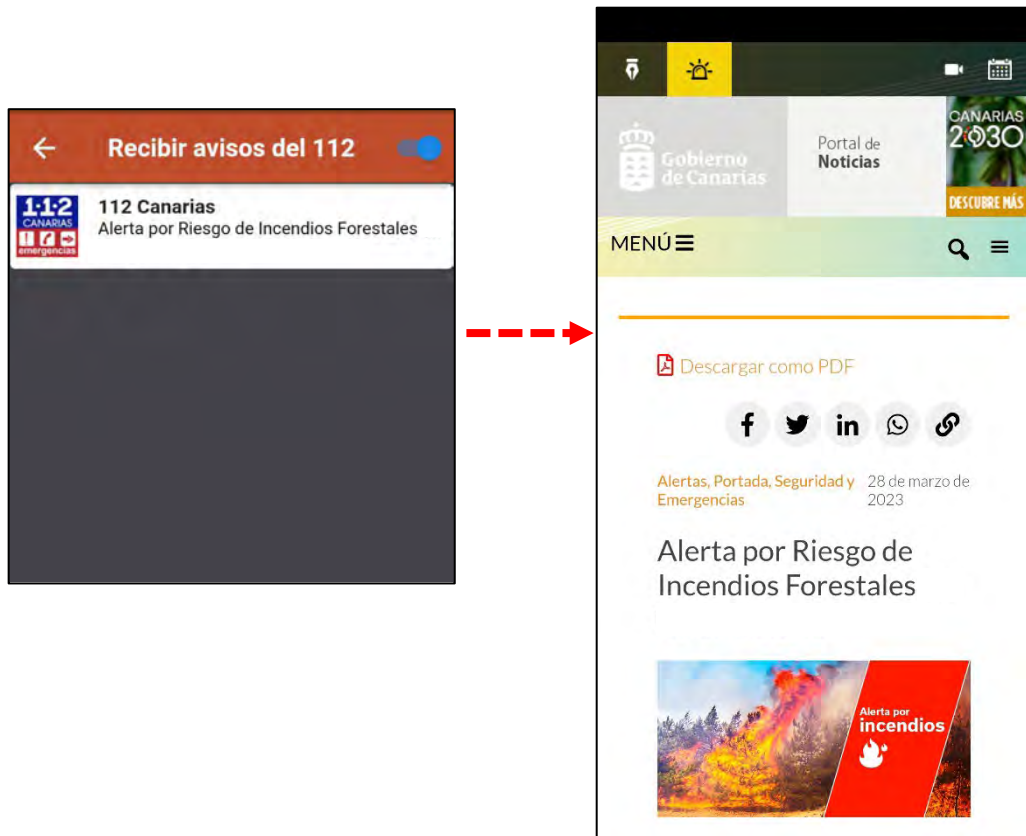 Recibir avisos del 112
1·1·2
CANARIAS
emergencias
112 Canarias
Alerta por Riesgo de Incendios Forestales
Gobierno
de Canarias
Portal de
Noticias
CANARIAS
2030
DESCUBRE MÁS
MENÚ
Descargar como PDF
Alertas, Portada, Seguridad y
Emergencias
28 de marzo de
2023
Alerta por Riesgo de
Incendios Forestales
Alerta por
incendios